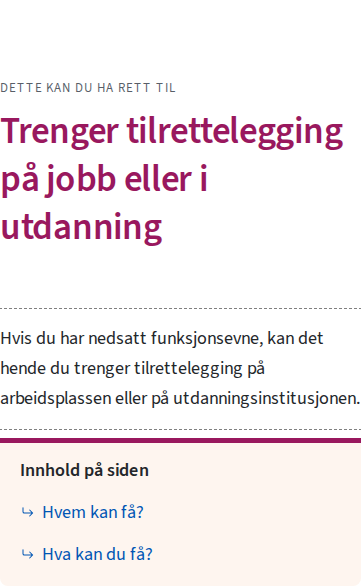 DETTE KAN DU HA RETT TIL
Trenger tilrettelegging
på jobb eller i
utdanning
Hvis du har nedsatt funksjonsevne, kan det
hende du trenger tilrettelegging på
arbeidsplassen eller på utdanningsinstitusjonen.
Innhold på siden
Hvem kan få?
Hva kan du få?